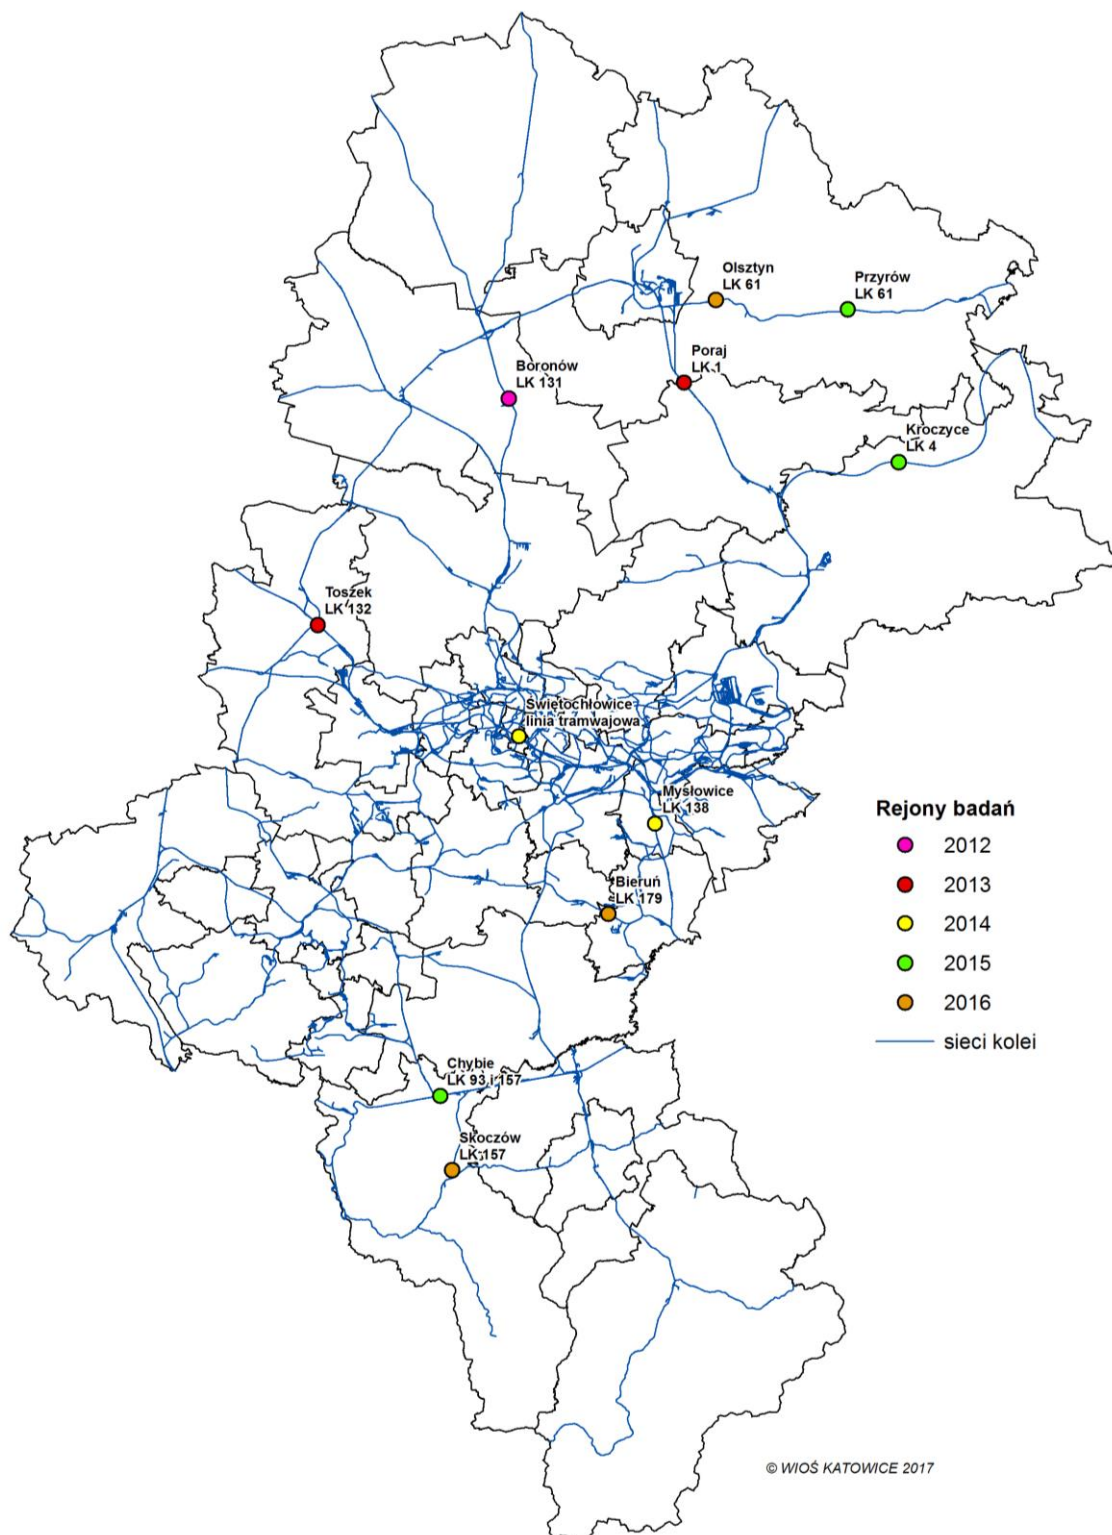 Olsztyn
LK 61
Przyrów
LK 61
Poraj
LK 1
Boronów
LK 131
Kroczyce
LK 4
Toszek
LK 132
Świętochłowice
linia tramwajowa
Mysłowice
LK 138
Rejony badań
2012
2013
2014
2015
2016
sieci kolei
Bieruń
LK 179
Chybie
LK 93 i 157
Skoczów
LK 157
© WIOŚ KATOWICE 2017